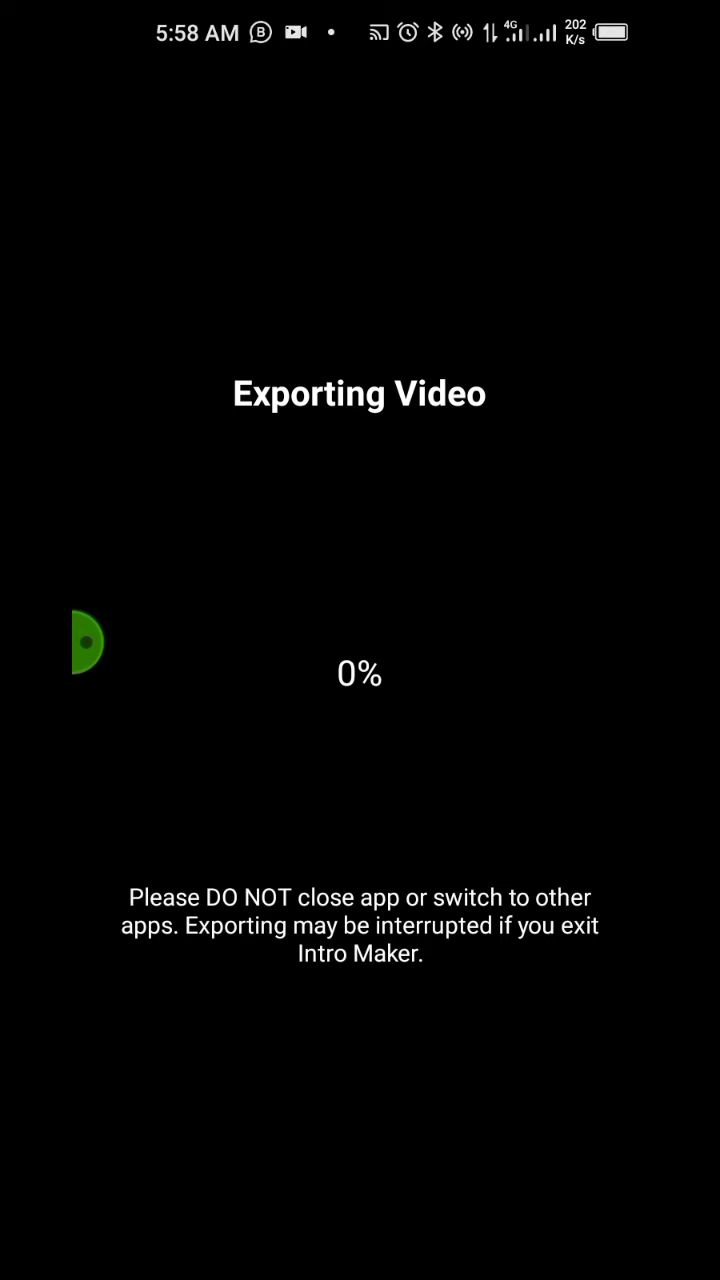 5:58 AM 4G 202 K/s
Exporting Video
0%
Please DO NOT close app or switch to other
apps. Exporting may be interrupted if you exit
Intro Maker.